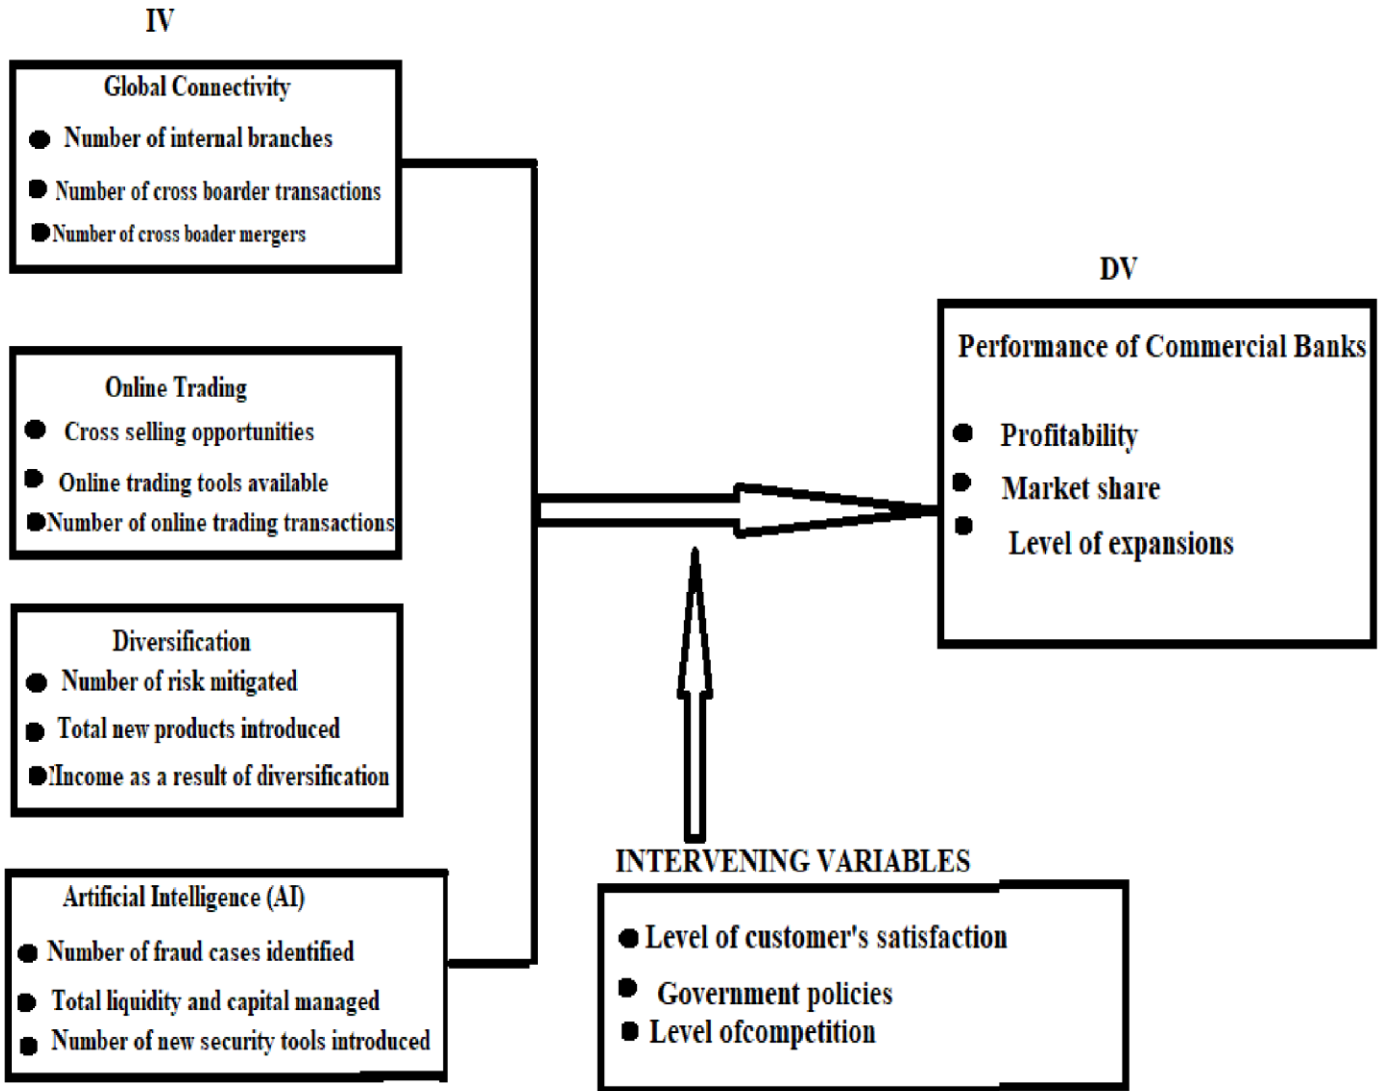 IV
Global Connectivity
Number of internal branches
Number of cross boarder transactions
Number of cross boader mergers
Online Trading
Cross selling opportunities
Online trading tools available
Number of online trading transactions
Diversification
Number of risk mitigated
Total new products introduced
Income as a result of diversification
Artificial Intelligence (AI)
Number of fraud cases identified
Total liquidity and capital managed
Number of new security tools introduced
DV
Performance of Commercial Banks
Profitability
Market share
Level of expansions
INTERVENING VARIABLES
Level of customer's satisfaction
Government policies
Level ofcompetition